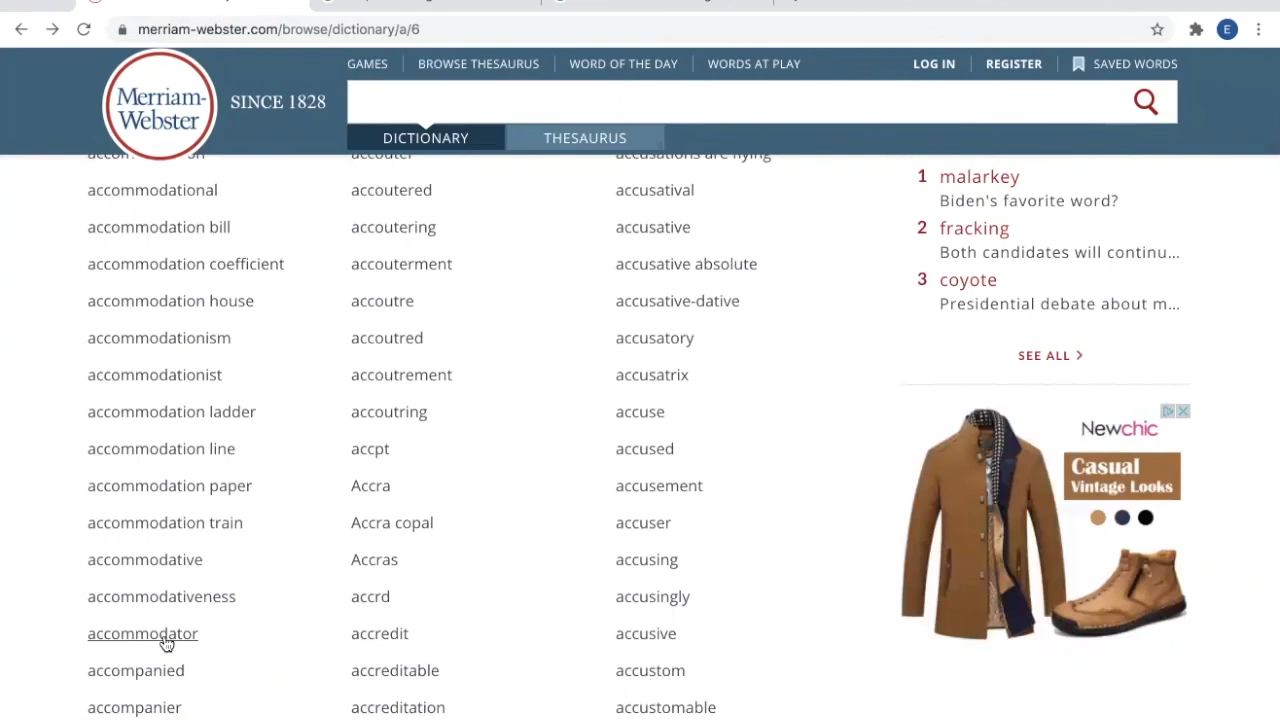 merriam-webster.com/browse/dictionary/a/6
E
GAMES
BROWSE THESAURUS
WORD OF THE DAY
WORDS AT PLAY
LOG IN
REGISTER
SAVED WORDS
Merriam-
Webster
SINCE 1828
DICTIONARY
THESAURUS
accouter
accusations are flying
accommodational
accoutered
accusatival
accommodation bill
accoutering
accusative
accommodation coefficient
accouterment
accusative absolute
accommodation house
accoutre
accusative-dative
accommodationism
accoutred
accusatory
accommodationist
accoutrement
accusatrix
accommodation ladder
accoutring
accuse
accommodation line
accpt
accused
accommodation paper
Accra
accusement
accommodation train
Accra copal
accuser
accommodative
Accras
accusing
accommodativeness
accrd
accusingly
accommodator
accredit
accusive
accompanied
accreditable
accustom
accompanier
accreditation
accustomable
1 malarkey
Biden's favorite word?
2 fracking
Both candidates will continu...
3 coyote
Presidential debate about m...
SEE ALL >
Newchic
Casual
Vintage Looks